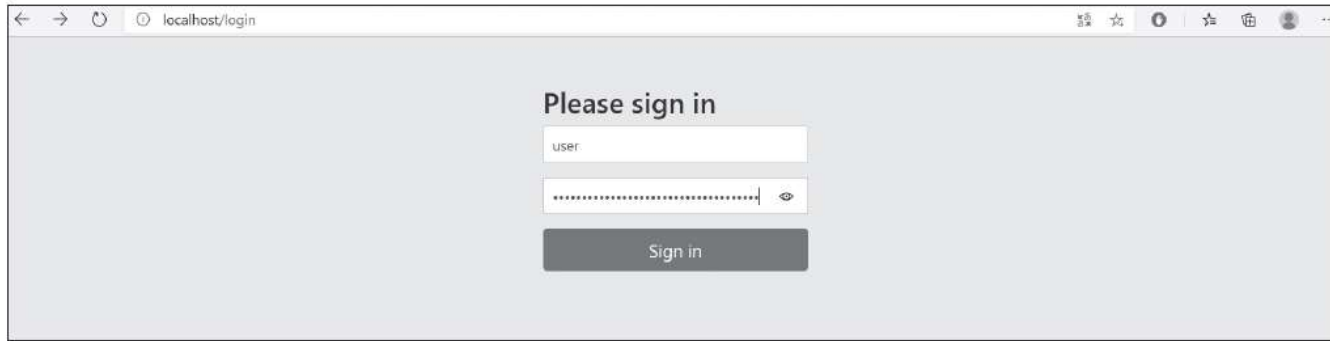 localhost/login
Please sign in
user
••••••••••••••••••••••••••••••••••••
Sign in